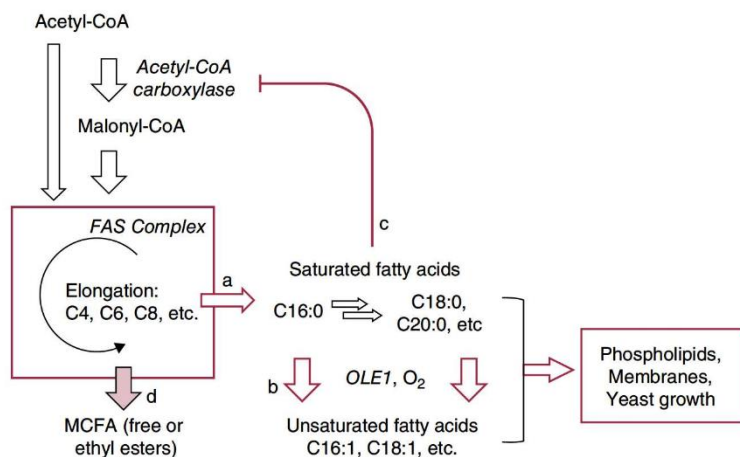 Acetyl-CoA
Acetyl-CoA
carboxylase
Malonyl-CoA
FAS Complex
Elongation:
C4, C6, C8, etc.
a
c
Saturated fatty acids
C16:0
C18:0,
C20:0, etc
b
OLE1, O₂
d
MCFA (free or
ethyl esters)
Unsaturated fatty acids
C16:1, C18:1, etc.
Phospholipids,
Membranes,
Yeast growth